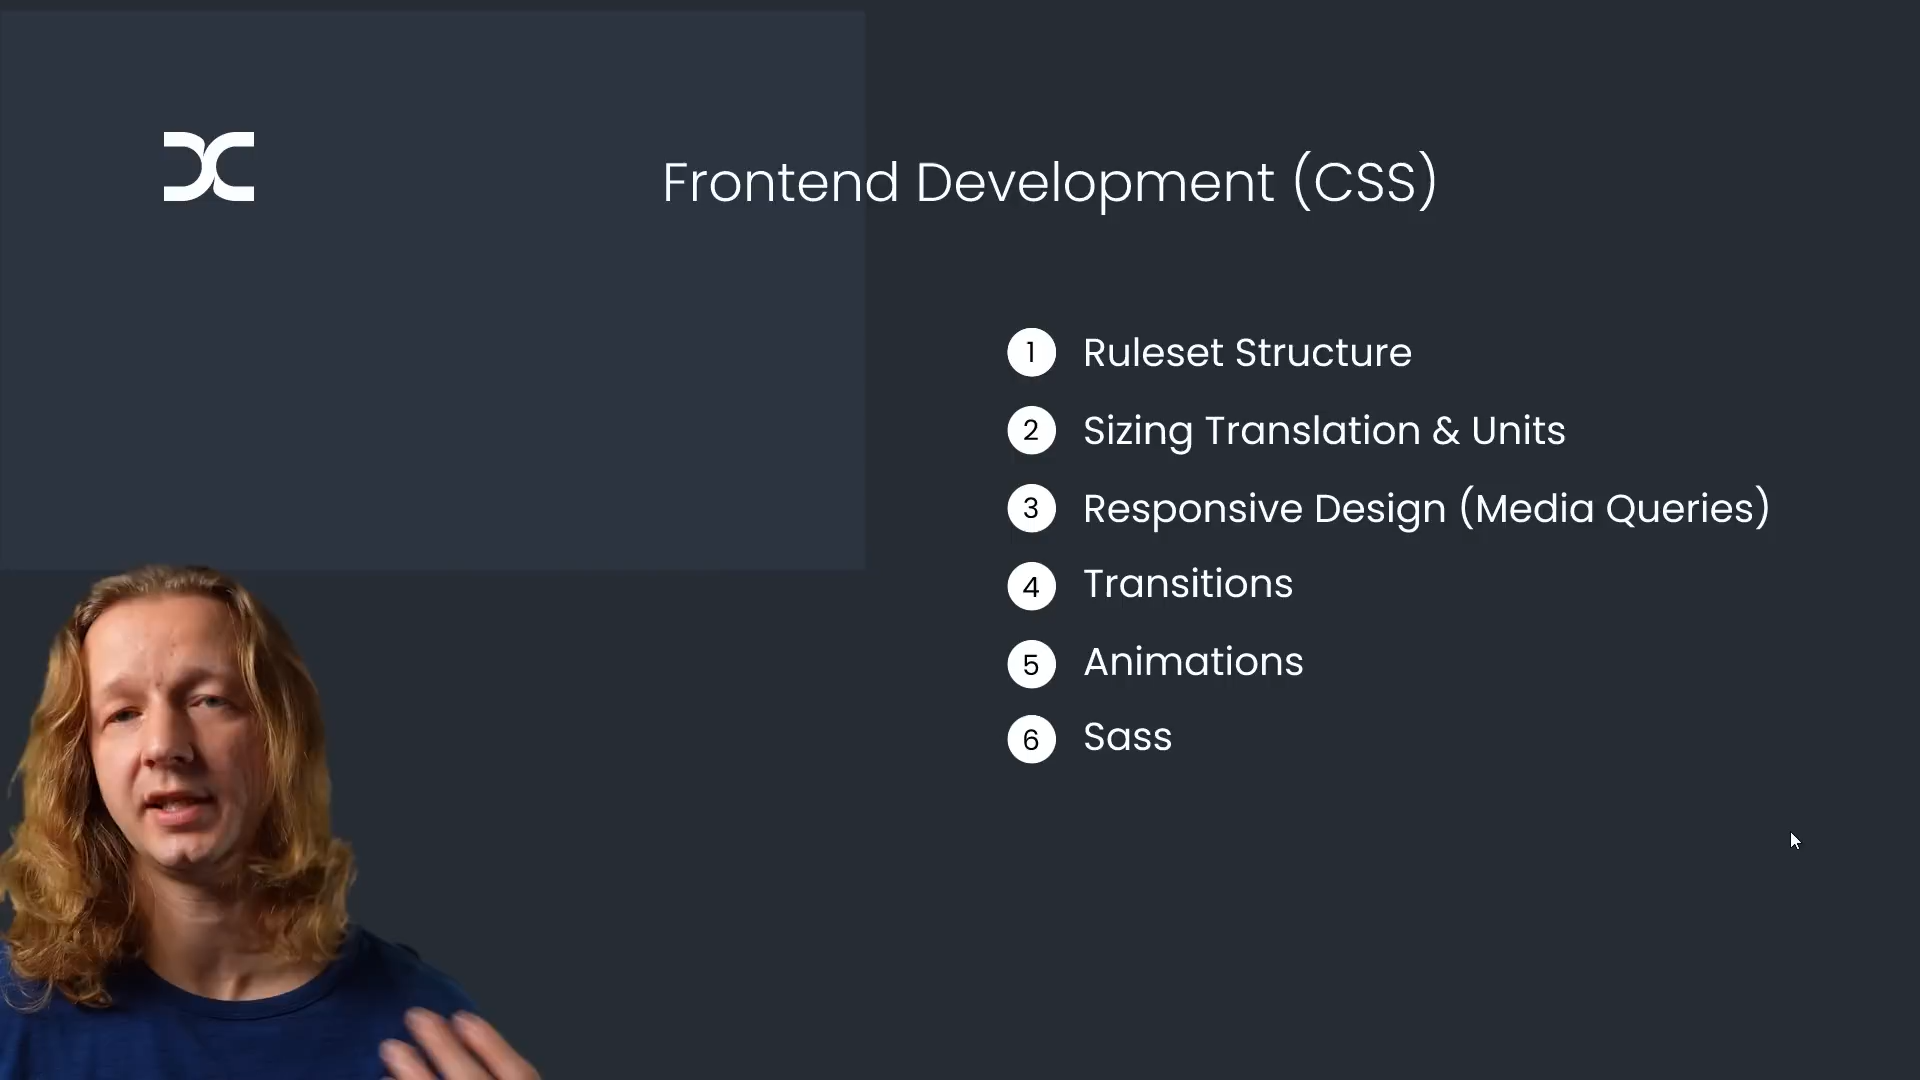 Frontend Development (CSS)
1 Ruleset Structure
2 Sizing Translation & Units
3 Responsive Design (Media Queries)
4 Transitions
5 Animations
6 Sass